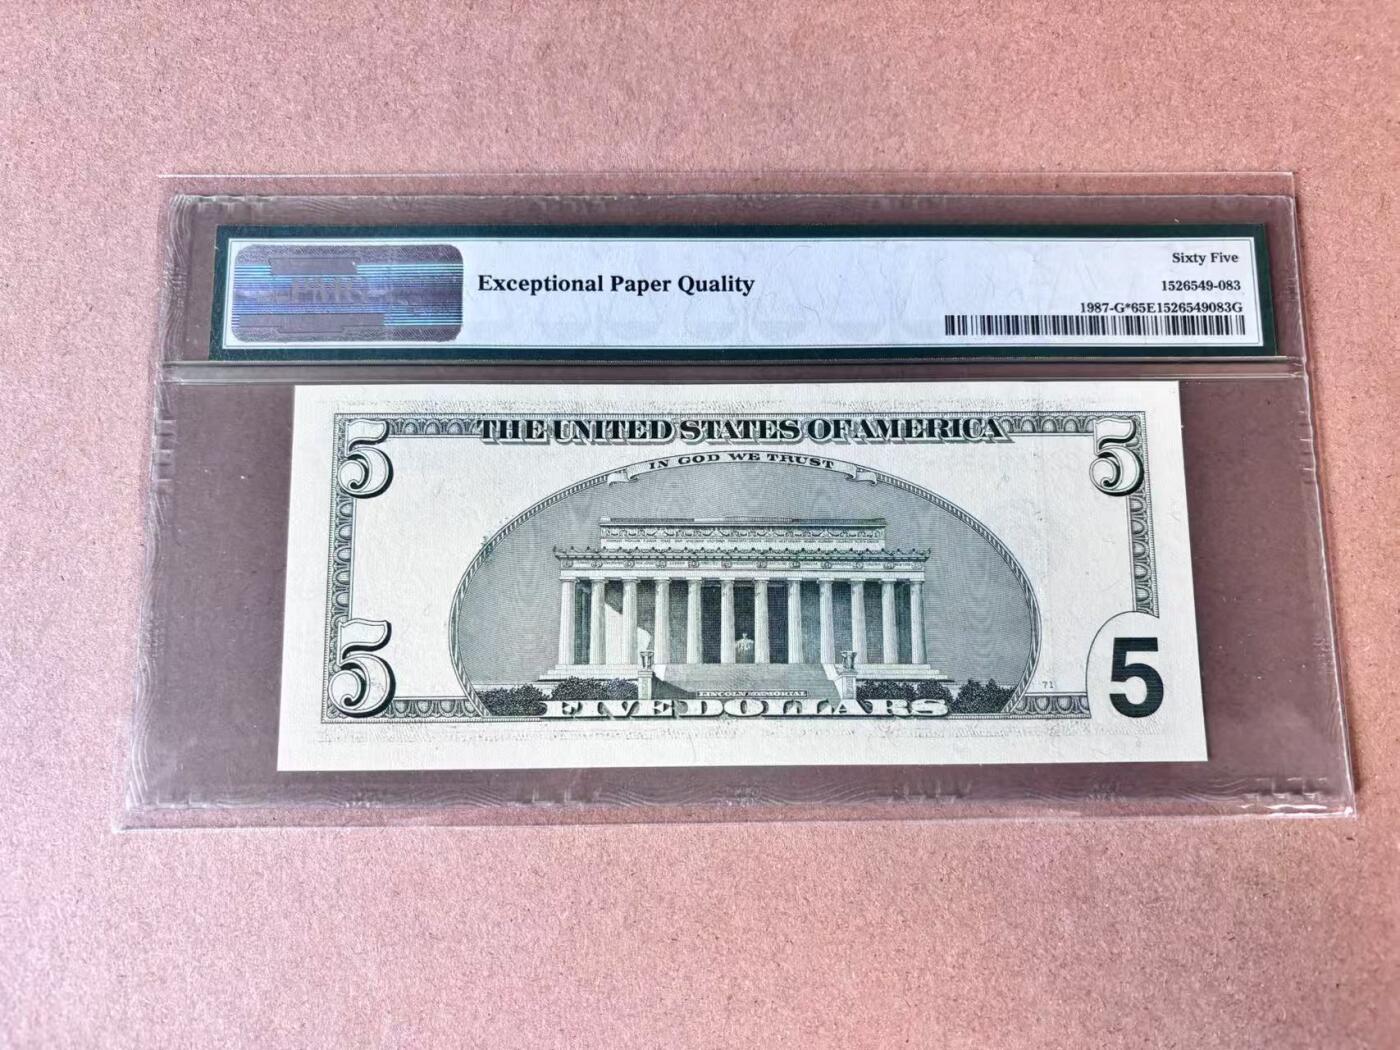 PMG
Exceptional Paper Quality
Sixty Five
1526549-083
1987-G*65E1526549083G
5 THE UNITED STATES OF AMERICA 5
IN GOD WE TRUST
71
5 5
LINCOLN MEMORIAL
FIVE DOLLARS